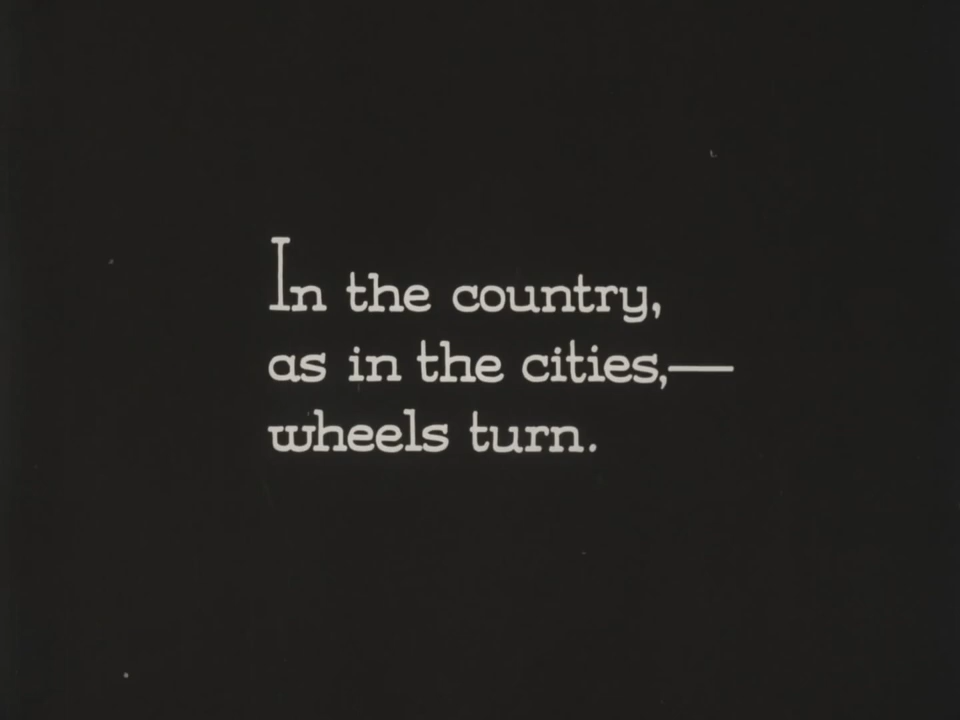 In the country,
as in the cities,—
wheels turn.